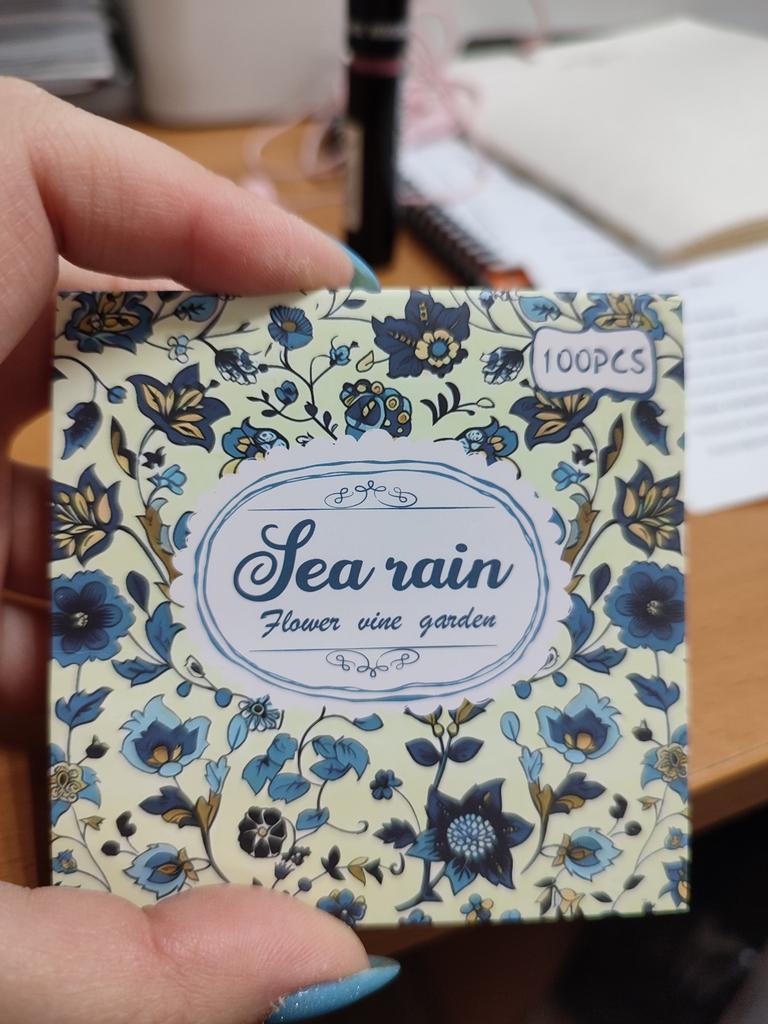 100PCS
Sea rain
Flower vine garden